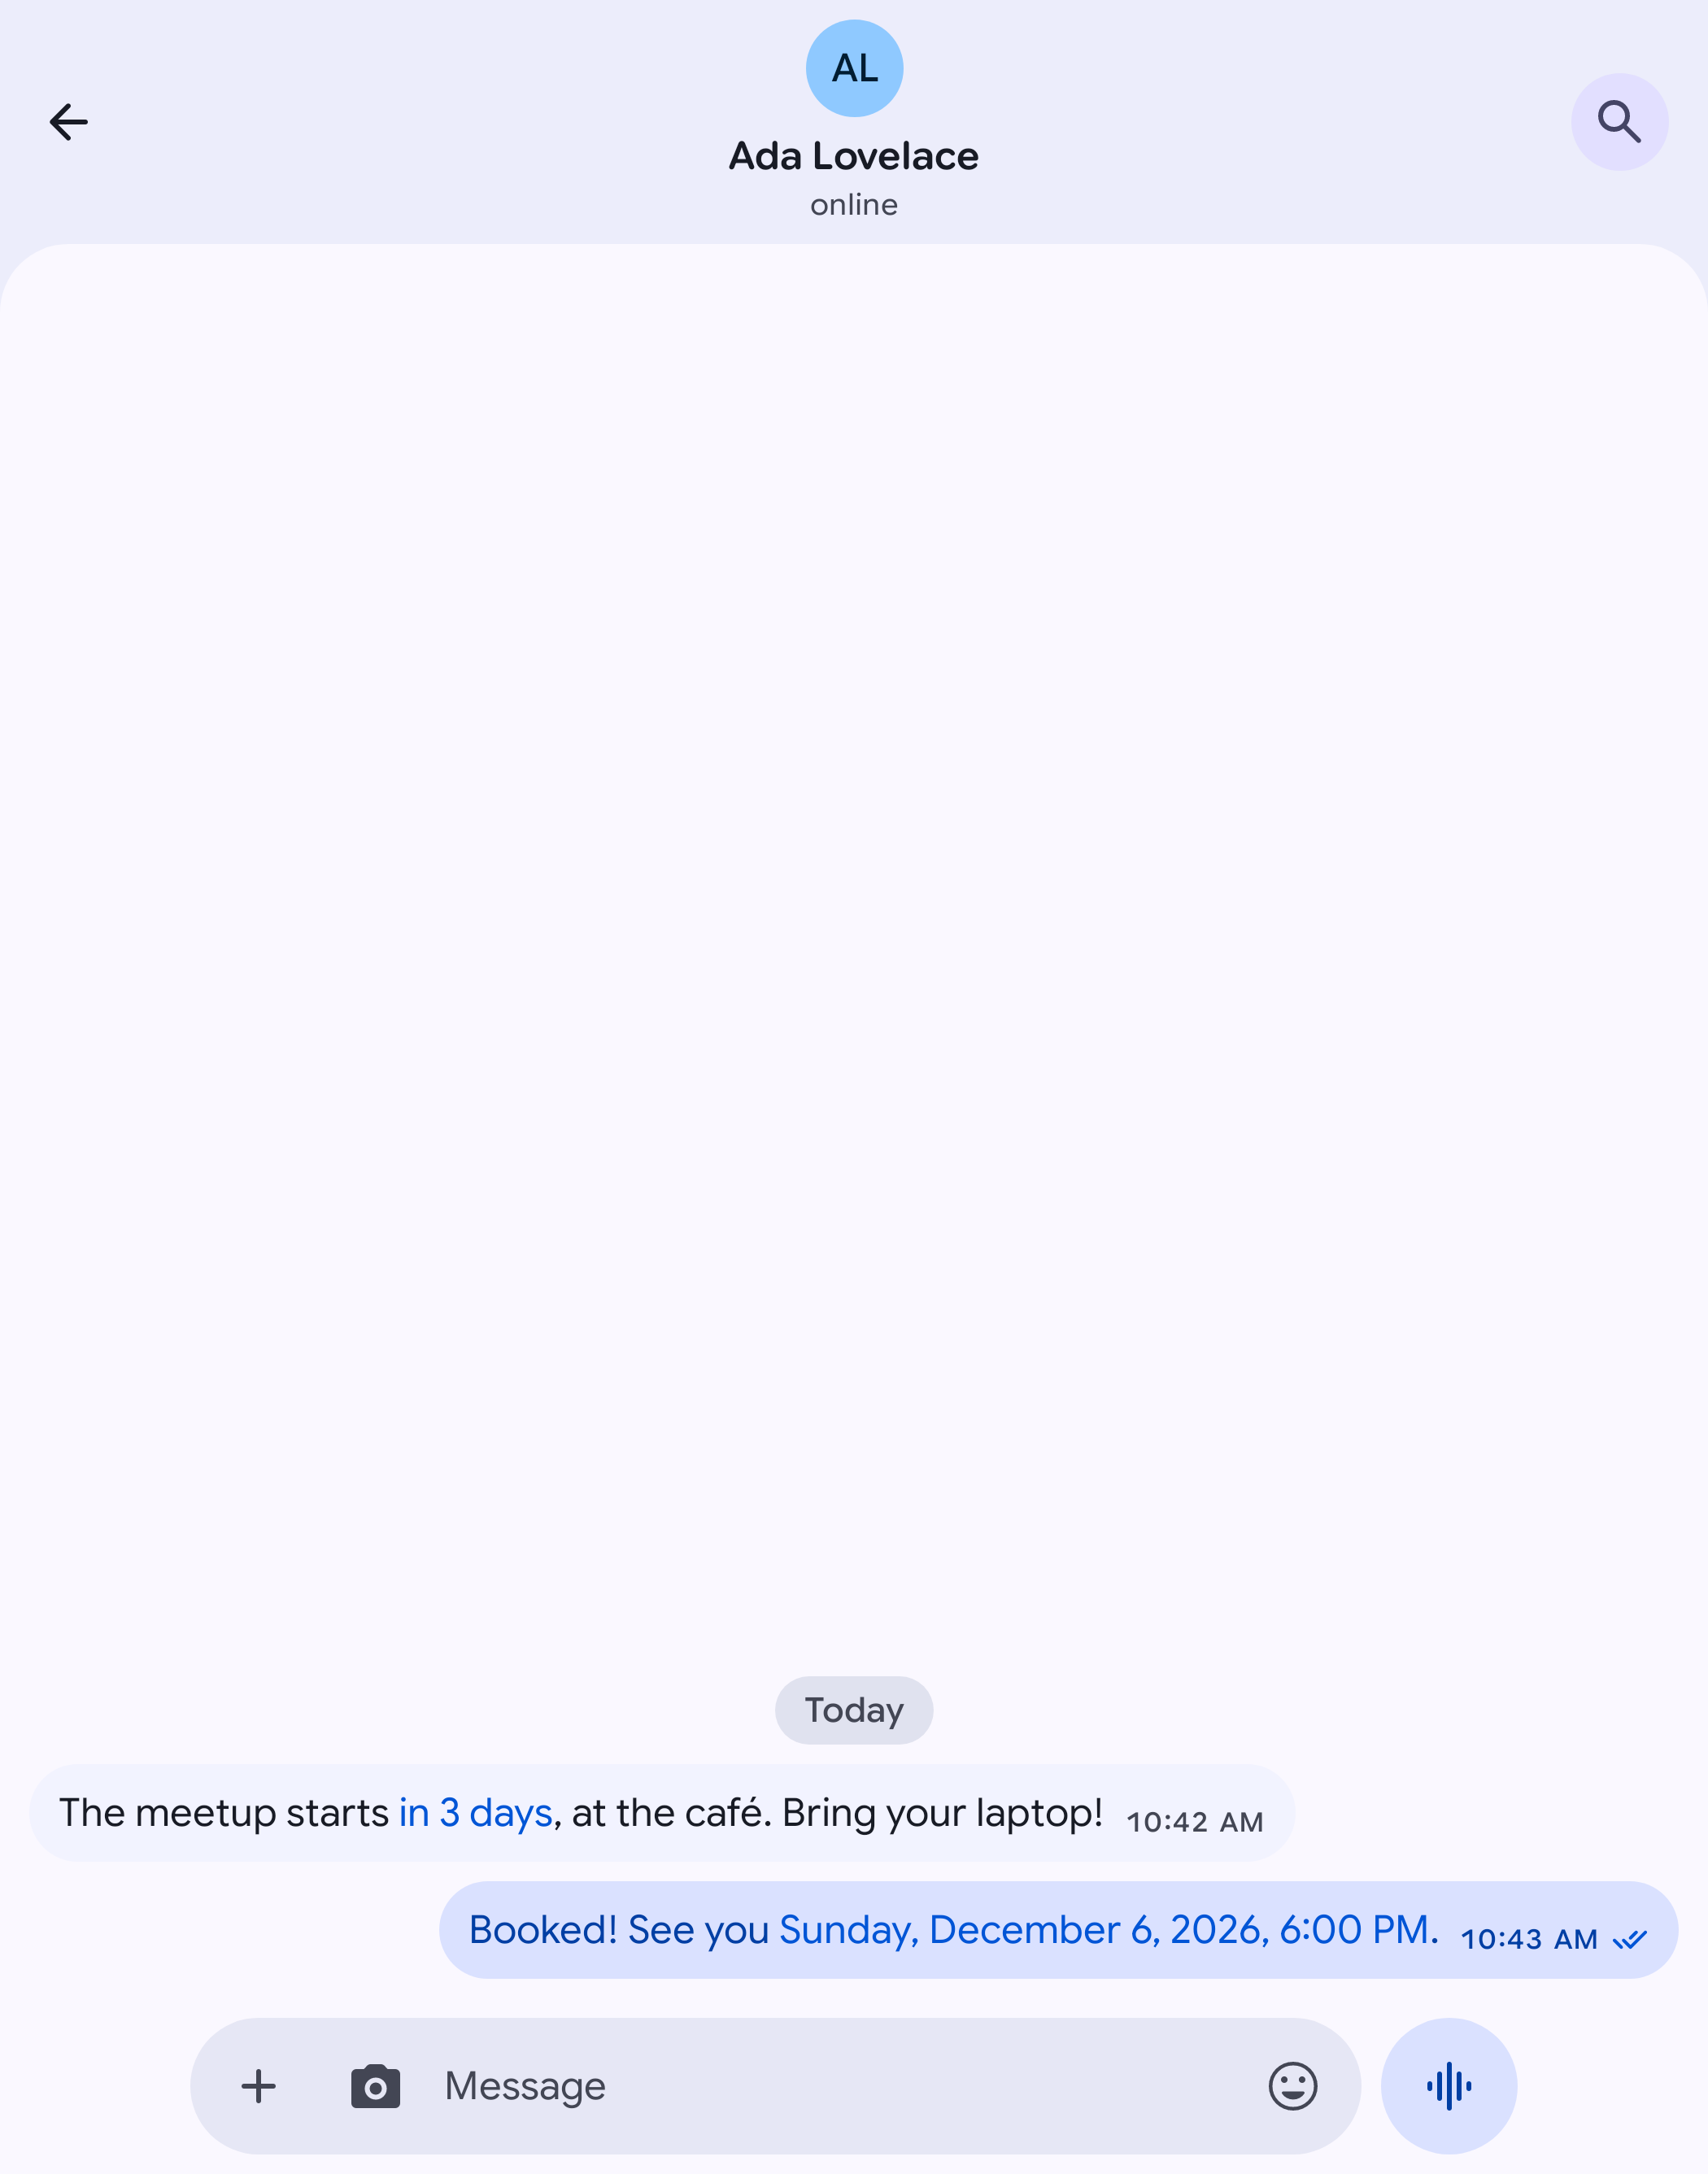 AL
Ada Lovelace
online
Today
The meetup starts in 3 days, at the café. Bring your laptop! 10:42 AM
Booked! See you Sunday, December 6, 2026, 6:00 PM. 10:43 AM
Message